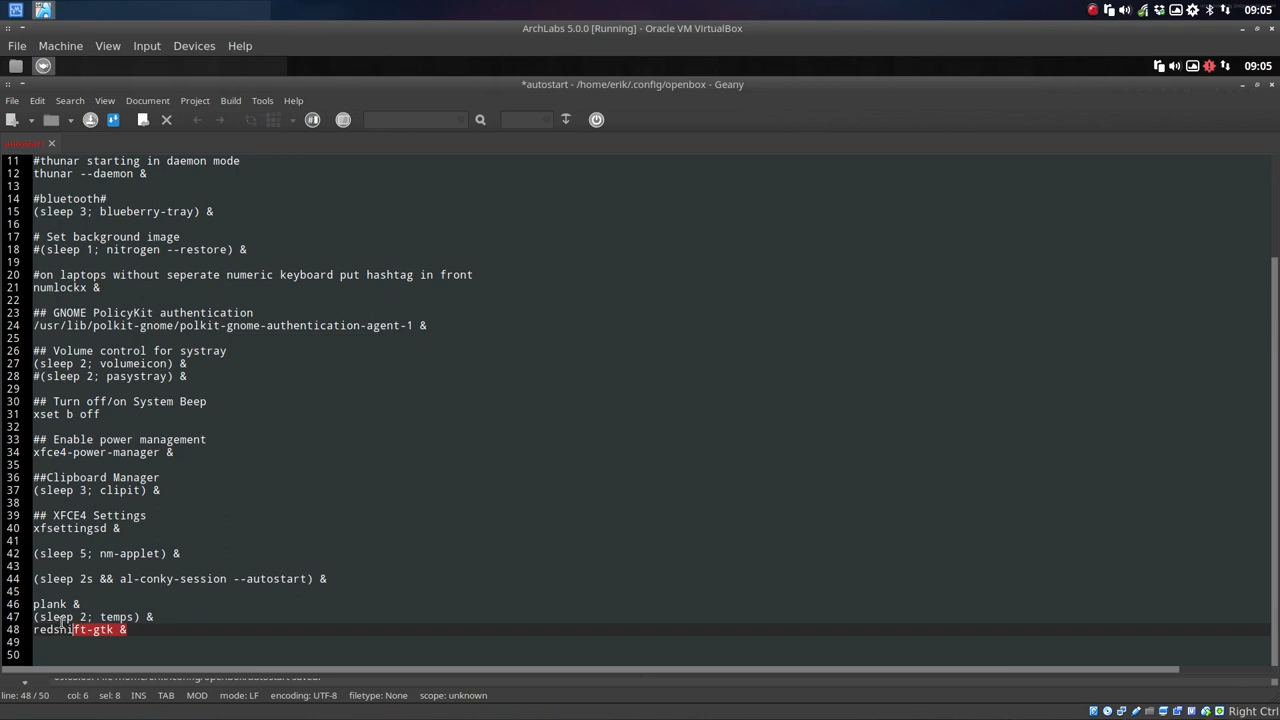 09:05
ArchLabs 5.0.0 [Running] - Oracle VM VirtualBox
File Machine View Input Devices Help
09:05
*autostart - /home/erik/.config/openbox - Geany
File Edit Search View Document Project Build Tools Help
autostart
11 #thunar starting in daemon mode
12 thunar --daemon &
13
14 #bluetooth#
15 (sleep 3; blueberry-tray) &
16
17 # Set background image
18 #(sleep 1; nitrogen --restore) &
19
20 #on laptops without seperate numeric keyboard put hashtag in front
21 numlockx &
22
23 ## GNOME PolicyKit authentication
24 /usr/lib/polkit-gnome/polkit-gnome-authentication-agent-1 &
25
26 ## Volume control for systray
27 (sleep 2; volumeicon) &
28 #(sleep 2; pasystray) &
29
30 ## Turn off/on System Beep
31 xset b off
32
33 ## Enable power management
34 xfce4-power-manager &
35
36 ##Clipboard Manager
37 (sleep 3; clipit) &
38
39 ## XFCE4 Settings
40 xfsettingsd &
41
42 (sleep 5; nm-applet) &
43
44 (sleep 2s && al-conky-session --autostart) &
45
46 plank &
47 (sleep 2; temps) &
48 redshift-gtk &
49
50
File /home/erik/.config/openbox/autostart saved.
line: 48 / 50 col: 6 sel: 8 INS TAB MOD mode: LF encoding: UTF-8 filetype: None scope: unknown
Right Ctrl